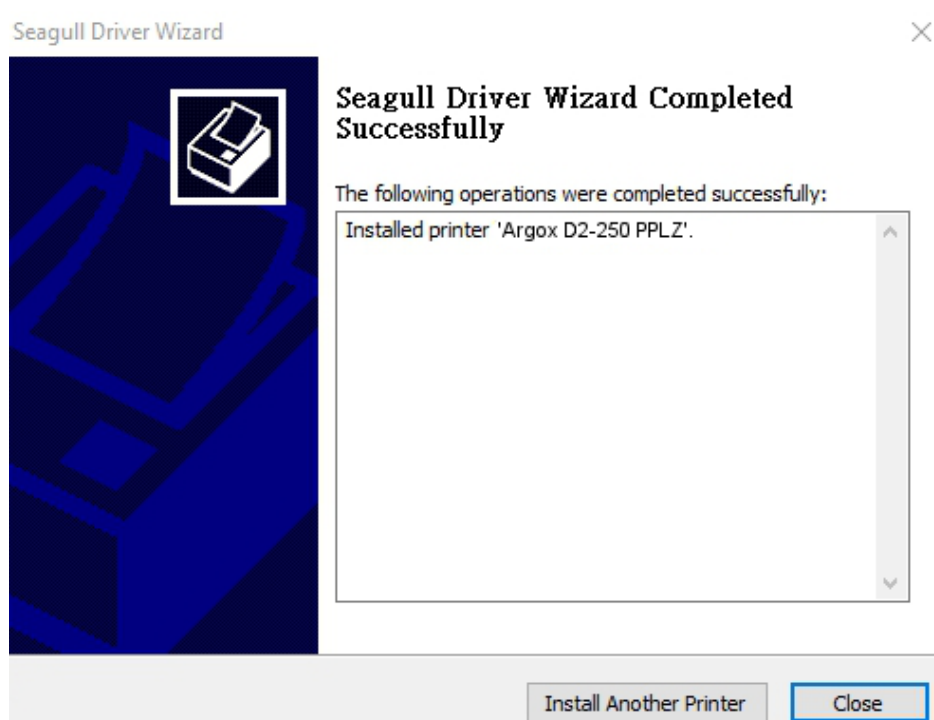 Seagull Driver Wizard
Seagull Driver Wizard Completed
Successfully
The following operations were completed successfully:
Installed printer 'Argox D2-250 PPLZ'.
Install Another Printer
Close